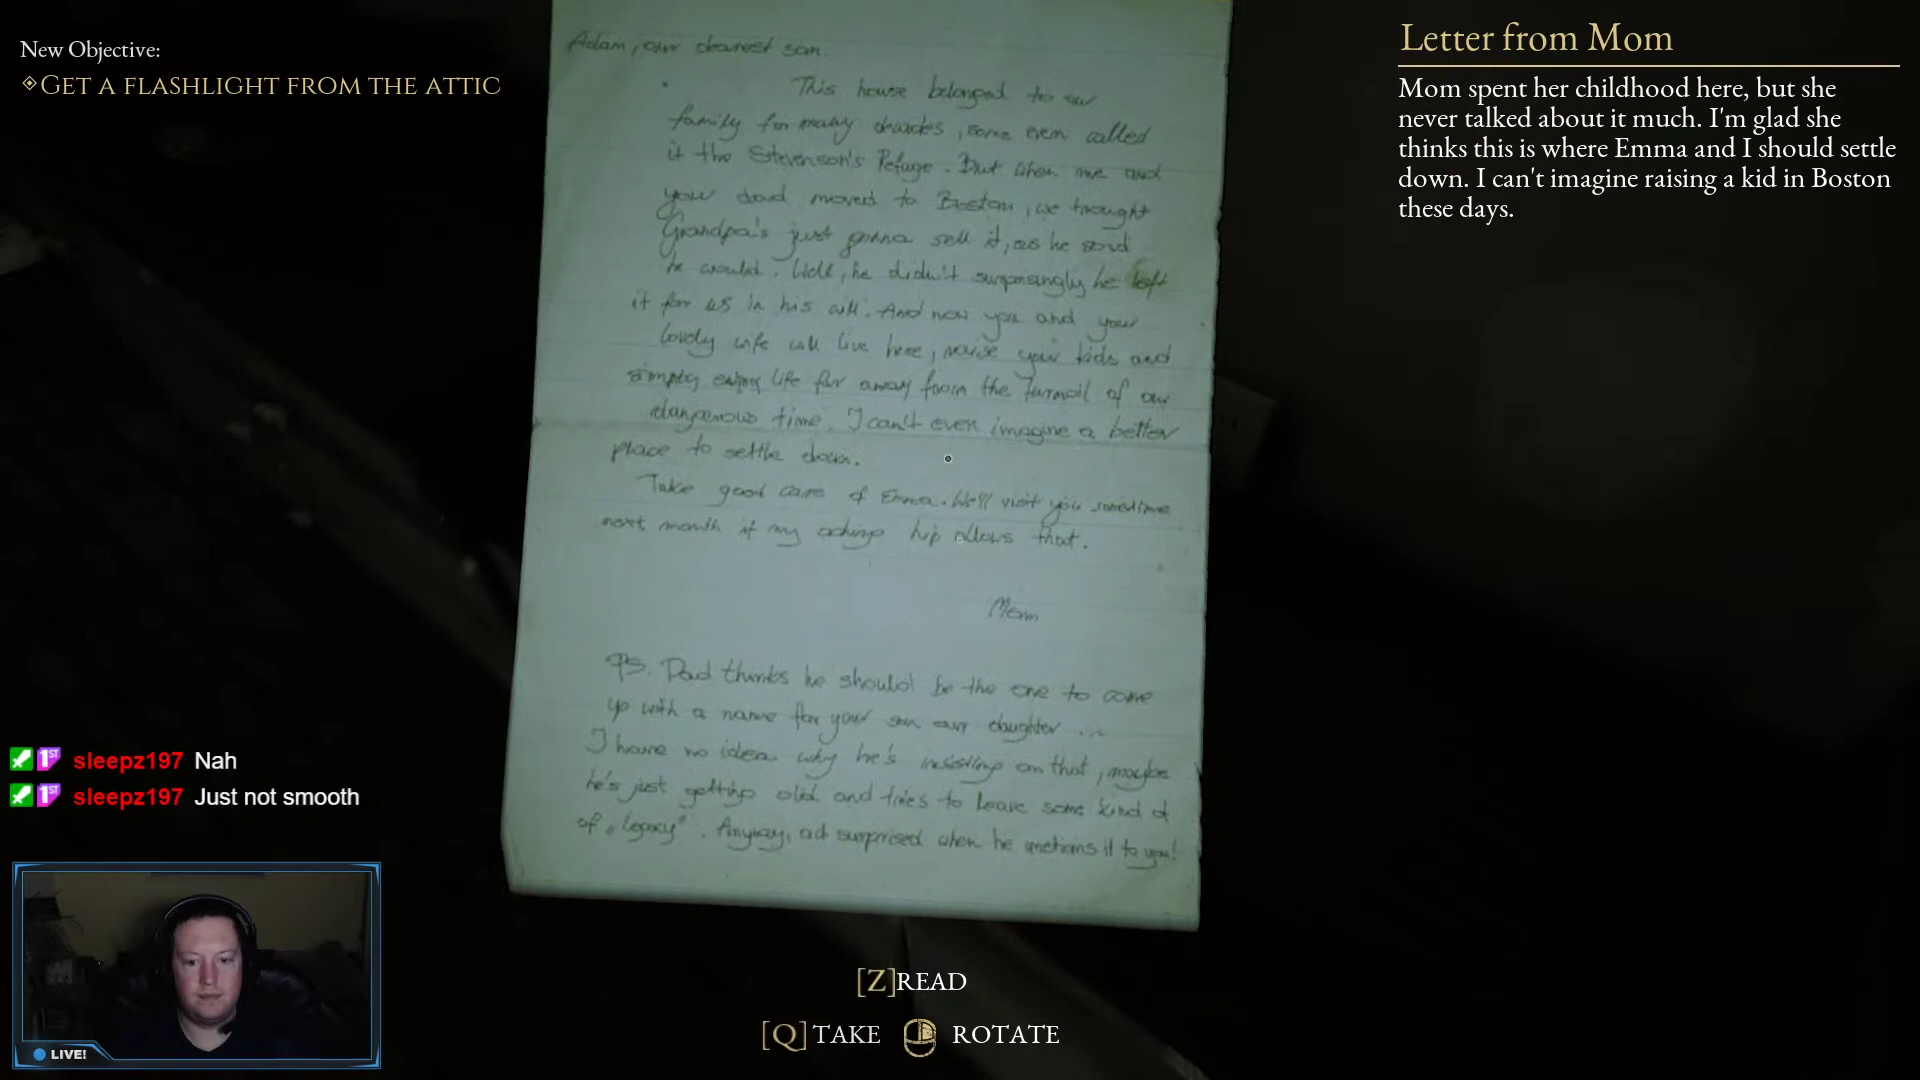 New Objective:
GET A FLASHLIGHT FROM THE ATTIC
Adam, our dearest son.
This house belonged to our
family for many decades, some even called
it the Stevenson's Refuge. But when me and
your dad moved to Boston, we thought
Grandpa's just gonna sell it, as he said
he would. Well, he didn't surprisingly he left
it for us in his will. And now you and your
lovely wife will live here, raise your kids and
simply enjoy life far away from the turmoil of our
dangerous time. I can't even imagine a better
place to settle down.
Take good care of Emma. We'll visit you sometime
next month if my aching hip allows that.
Mom
PS. Dad thinks he should be the one to come
up with a name for your son our daughter ...
I have no idea why he's insisting on that, maybe
he's just getting old and tries to leave some kind of
of „legacy". Anyway, act surprised when he mentions it to you!
Letter from Mom
Mom spent her childhood here, but she
never talked about it much. I'm glad she
thinks this is where Emma and I should settle
down. I can't imagine raising a kid in Boston
these days.
1ST sleepz197 Nah
1ST sleepz197 Just not smooth
LIVE!
[Z]READ
[Q]TAKE ROTATE